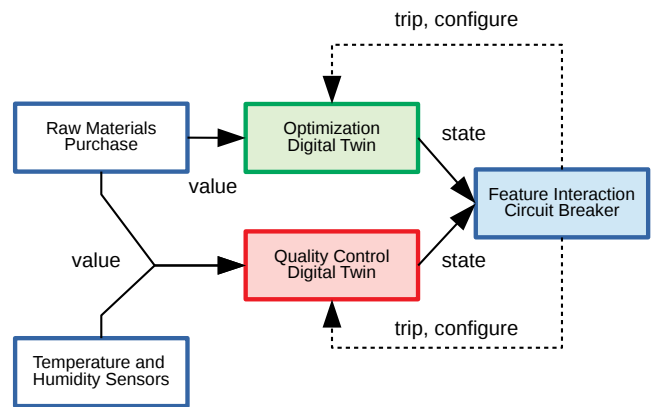 trip, configure
Raw Materials
Purchase
Optimization
Digital Twin
state
value
Feature Interaction
Circuit Breaker
value
Quality Control
Digital Twin
state
trip, configure
Temperature and
Humidity Sensors